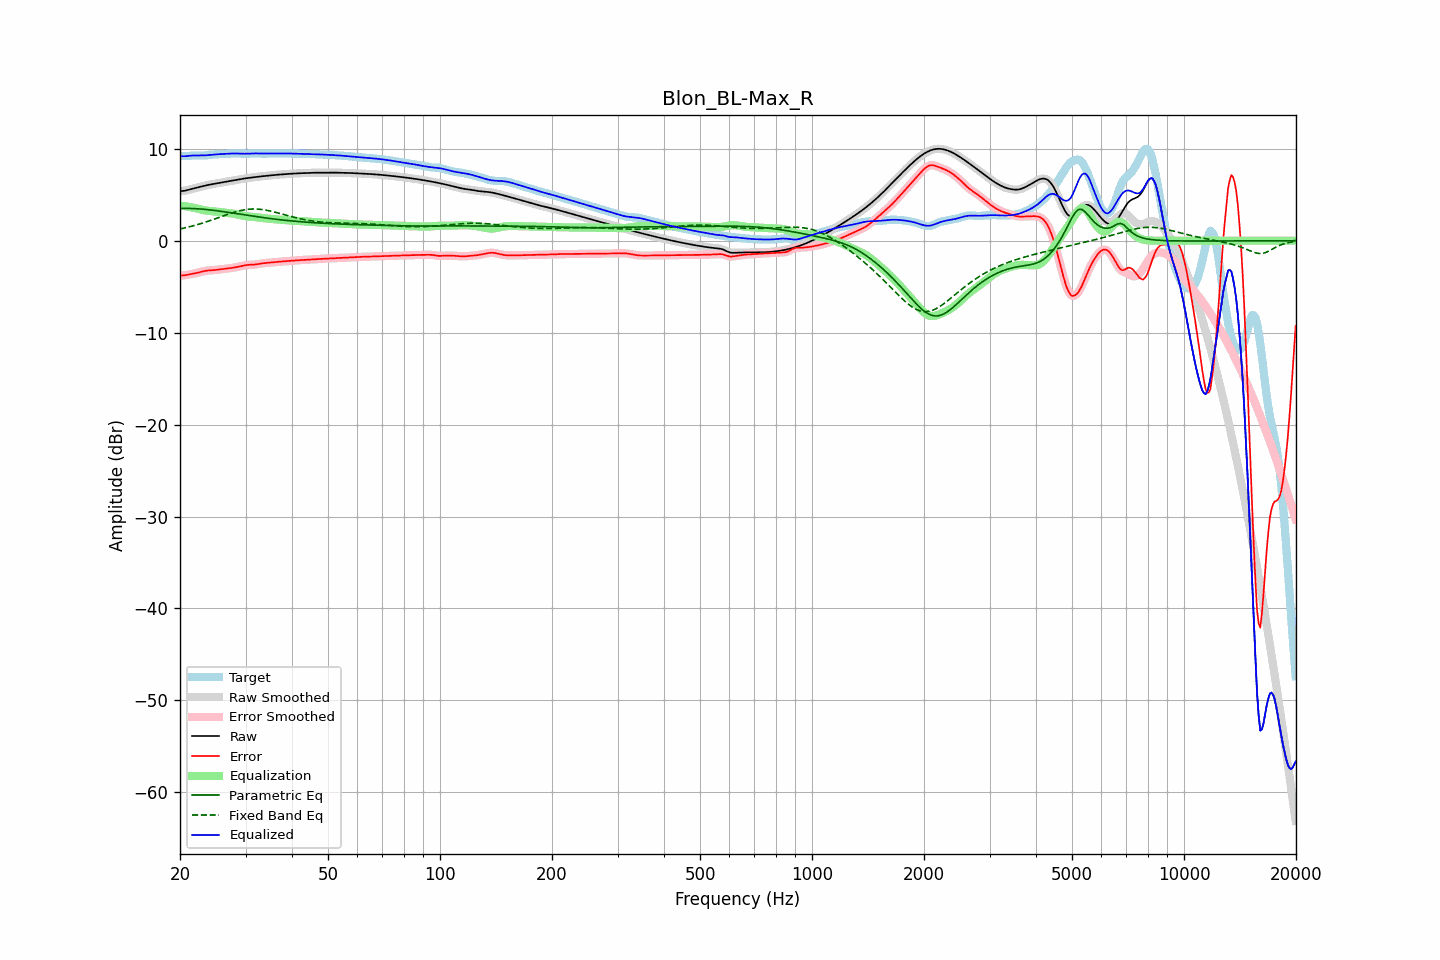 Blon_BL-Max_R
10
0
−10
−20
−30
−40
−50
−60
Amplitude (dBr)
Target
Raw Smoothed
Error Smoothed
Raw
Error
Equalization
Parametric Eq
Fixed Band Eq
Equalized
20 50 100 200 500 1000 2000 5000 10000 20000
Frequency (Hz)